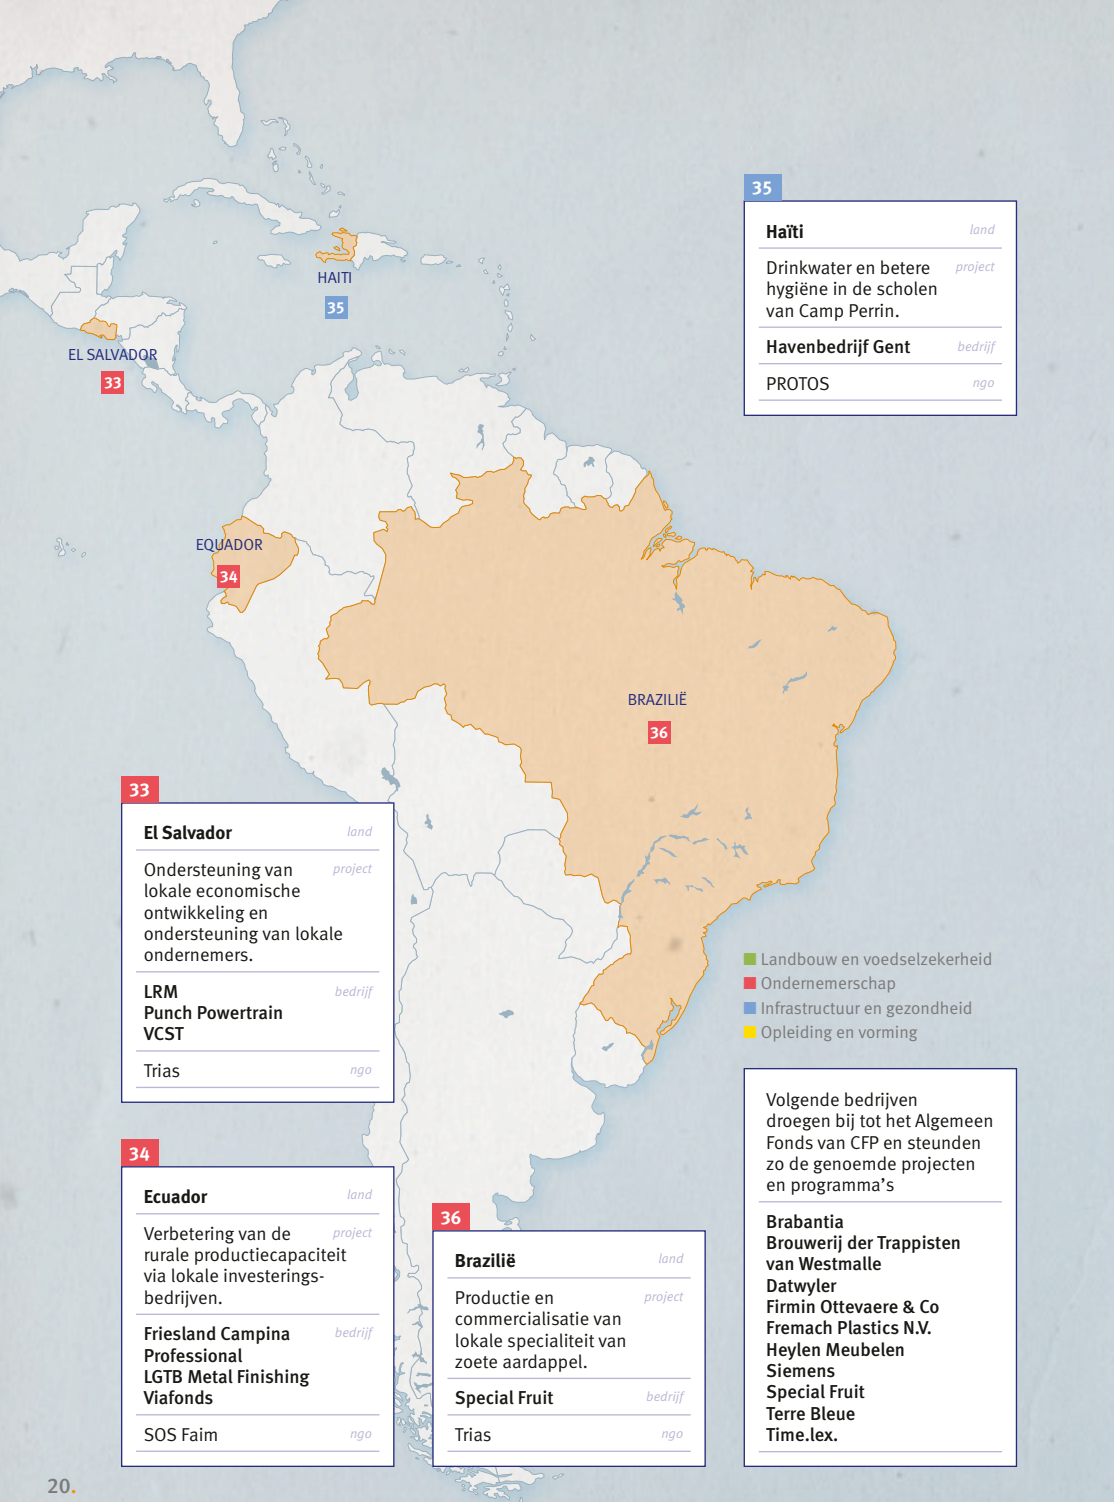 HAITI
35
EL SALVADOR
33
EQUADOR
34
BRAZILIË
36
35
Haïti land
Drinkwater en betere project
hygiëne in de scholen
van Camp Perrin.
Havenbedrijf Gent bedrijf
PROTOS ngo
33
El Salvador land
Ondersteuning van project
lokale economische
ontwikkeling en
ondersteuning van lokale
ondernemers.
LRM bedrijf
Punch Powertrain
VCST
Trias ngo
34
Ecuador land
Verbetering van de project
rurale productiecapaciteit
via lokale investerings-
bedrijven.
Friesland Campina bedrijf
Professional
LGTB Metal Finishing
Viafonds
SOS Faim ngo
36
Brazilië land
Productie en project
commercialisatie van
lokale specialiteit van
zoete aardappel.
Special Fruit bedrijf
Trias ngo
Landbouw en voedselzekerheid
Ondernemerschap
Infrastructuur en gezondheid
Opleiding en vorming
Volgende bedrijven
droegen bij tot het Algemeen
Fonds van CFP en steunden
zo de genoemde projecten
en programma's
Brabantia
Brouwerij der Trappisten
van Westmalle
Datwyler
Firmin Ottevaere & Co
Fremach Plastics N.V.
Heylen Meubelen
Siemens
Special Fruit
Terre Bleue
Time.lex.
20.